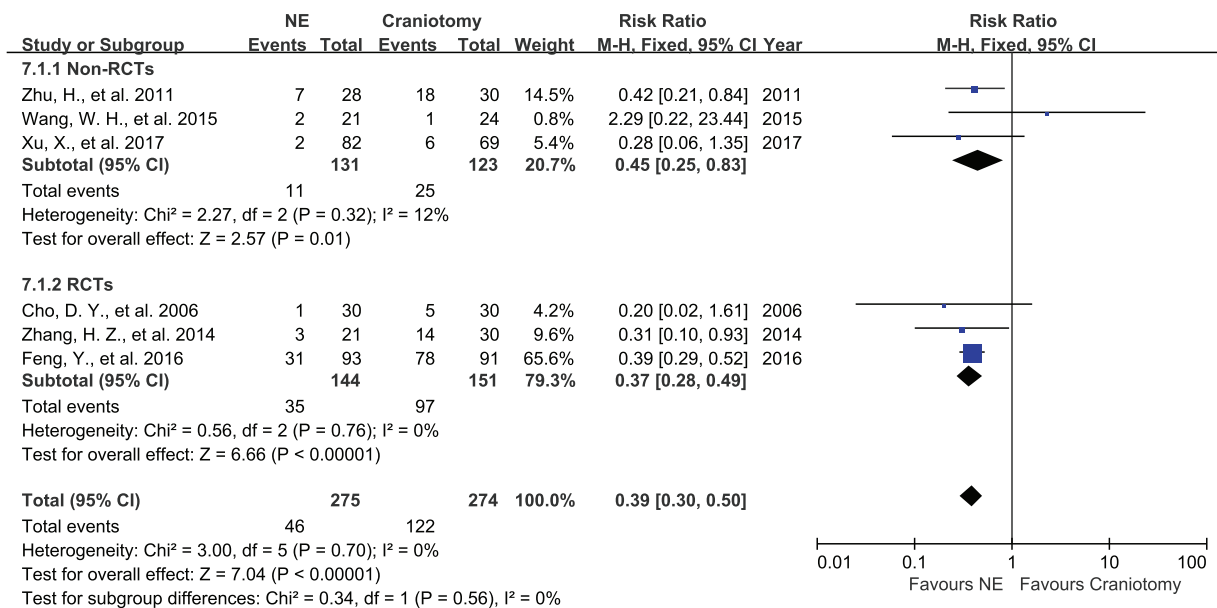 NE Craniotomy Risk Ratio Risk Ratio
Study or Subgroup Events Total Events Total Weight M-H, Fixed, 95% CI Year M-H, Fixed, 95% CI
7.1.1 Non-RCTs
Zhu, H., et al. 2011 7 28 18 30 14.5% 0.42 [0.21, 0.84] 2011
Wang, W. H., et al. 2015 2 21 1 24 0.8% 2.29 [0.22, 23.44] 2015
Xu, X., et al. 2017 2 82 6 69 5.4% 0.28 [0.06, 1.35] 2017
Subtotal (95% CI) 131 123 20.7% 0.45 [0.25, 0.83]
Total events 11 25
Heterogeneity: Chi² = 2.27, df = 2 (P = 0.32); I² = 12%
Test for overall effect: Z = 2.57 (P = 0.01)
7.1.2 RCTs
Cho, D. Y., et al. 2006 1 30 5 30 4.2% 0.20 [0.02, 1.61] 2006
Zhang, H. Z., et al. 2014 3 21 14 30 9.6% 0.31 [0.10, 0.93] 2014
Feng, Y., et al. 2016 31 93 78 91 65.6% 0.39 [0.29, 0.52] 2016
Subtotal (95% CI) 144 151 79.3% 0.37 [0.28, 0.49]
Total events 35 97
Heterogeneity: Chi² = 0.56, df = 2 (P = 0.76); I² = 0%
Test for overall effect: Z = 6.66 (P < 0.00001)
Total (95% CI) 275 274 100.0% 0.39 [0.30, 0.50]
Total events 46 122
Heterogeneity: Chi² = 3.00, df = 5 (P = 0.70); I² = 0%
Test for overall effect: Z = 7.04 (P < 0.00001)
Test for subgroup differences: Chi² = 0.34, df = 1 (P = 0.56), I² = 0%
0.01 0.1 1 10 100
Favours NE Favours Craniotomy